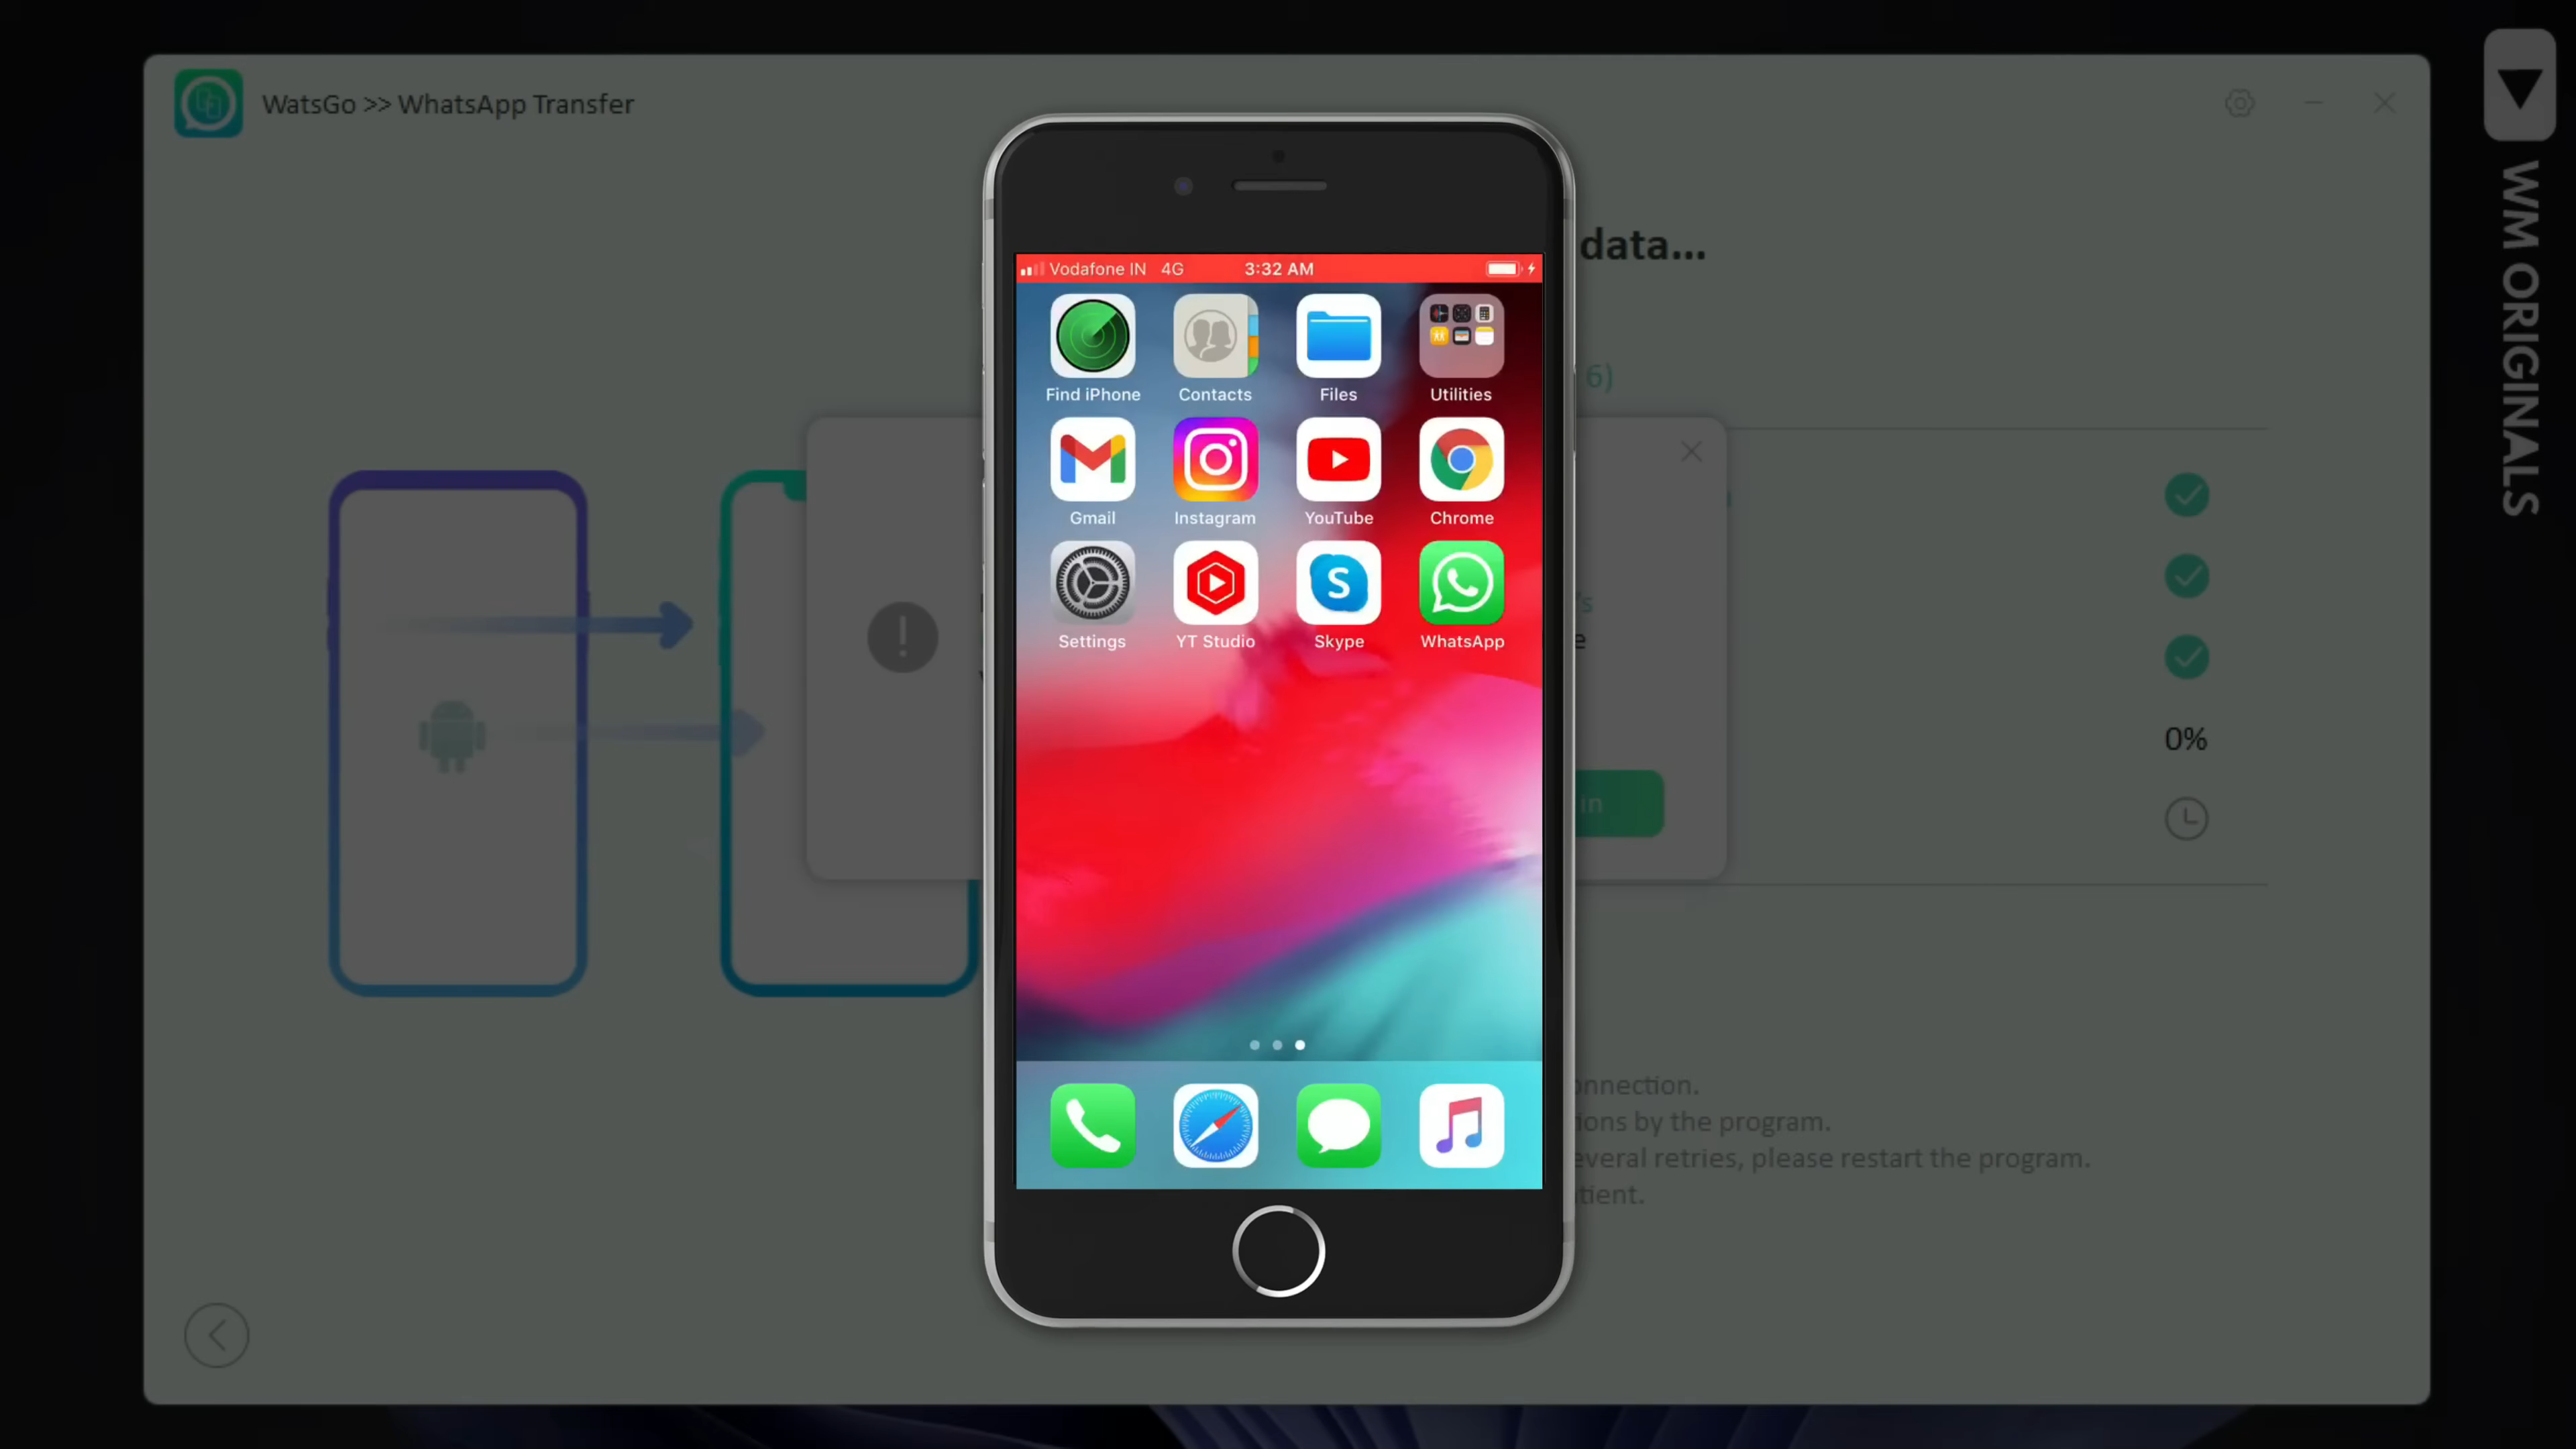 WatsGo >> WhatsApp Transfer
WM ORIGINALS
data...
6)
Vodafone IN 4G 3:32 AM
Find iPhone Contacts Files Utilities
Gmail Instagram YouTube Chrome
Settings YT Studio Skype WhatsApp
0%
onnection.
ions by the program.
everal retries, please restart the program.
tient.